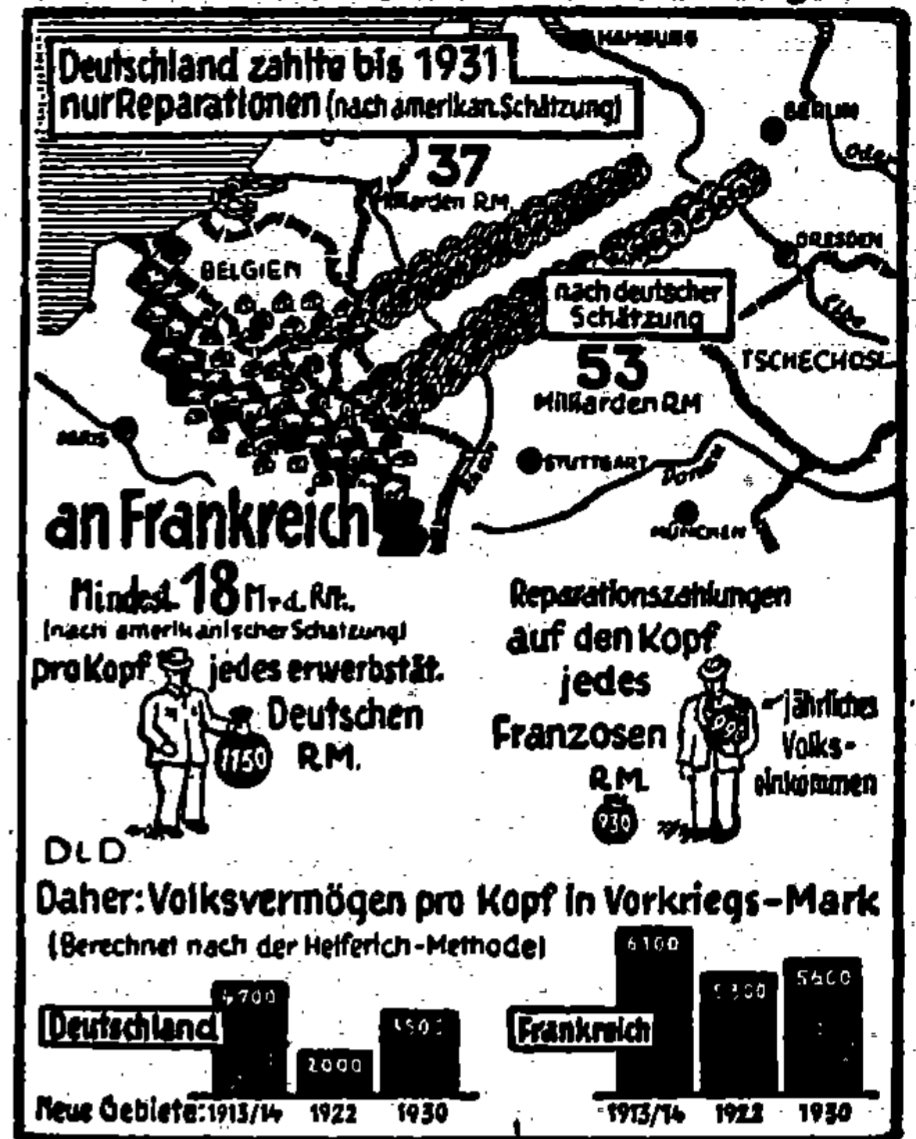 Deutschland zahlte bis 1931
nur Reparationen (nach amerikan. Schätzung)
37
Milliarden R.M.
HAMBURG
BERLIN
Oder
DRESDEN
Elbe
BELGIEN
nach deutscher
Schätzung
53
Milliarden RM
TSCHECHOSL.
PARIS
STUTTGART
Donau
MÜNCHEN
an Frankreich
Mindest. 18 Mrd. RM.
(nach amerikanischer Schätzung)
pro Kopf jedes erwerbstät.
Deutschen
R.M.
1150
Reparationszahlungen
auf den Kopf
jedes
Franzosen
R.M.
930
jährliches
Volks-
einkommen
DLD
Daher: Volksvermögen pro Kopf in Vorkriegs-Mark
(Berechnet nach der Helferich-Methode)
Deutschland
4700
2000
Frankreich
6100
5300
5600
Neue Gebiete: 1913/14 1922 1930
1913/14 1922 1930